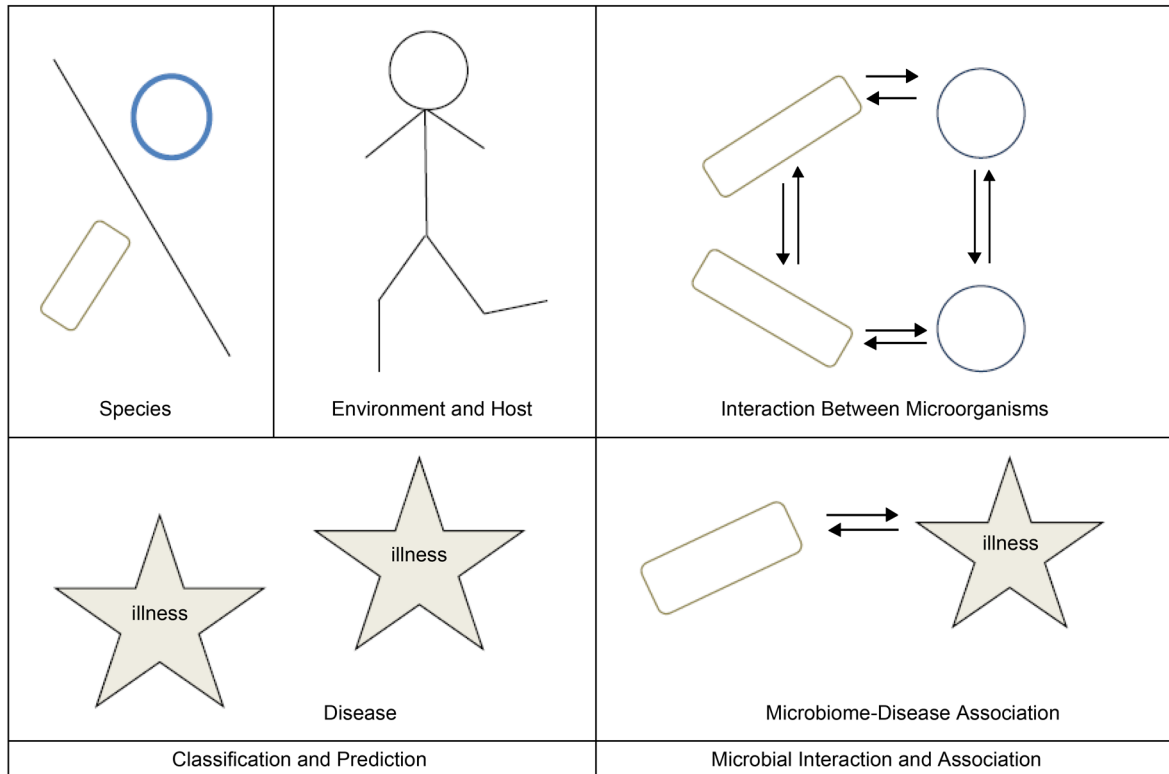 Species
Environment and Host
Interaction Between Microorganisms
illness
illness
Disease
illness
Microbiome-Disease Association
Classification and Prediction
Microbial Interaction and Association